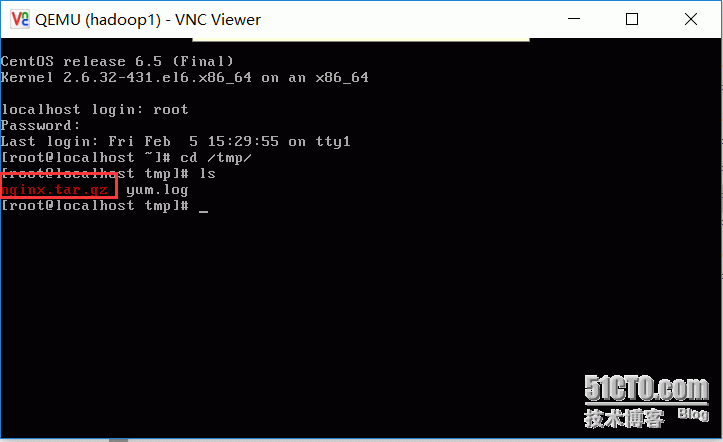 QEMU (hadoop1) - VNC Viewer
CentOS release 6.5 (Final)
Kernel 2.6.32-431.el6.x86_64 on an x86_64
localhost login: root
Password:
Last login: Fri Feb  5 15:29:55 on tty1
[root@localhost ~]# cd /tmp/
[root@localhost tmp]# ls
nginx.tar.gz  yum.log
[root@localhost tmp]# _
51CTO.com
技术博客 Blog